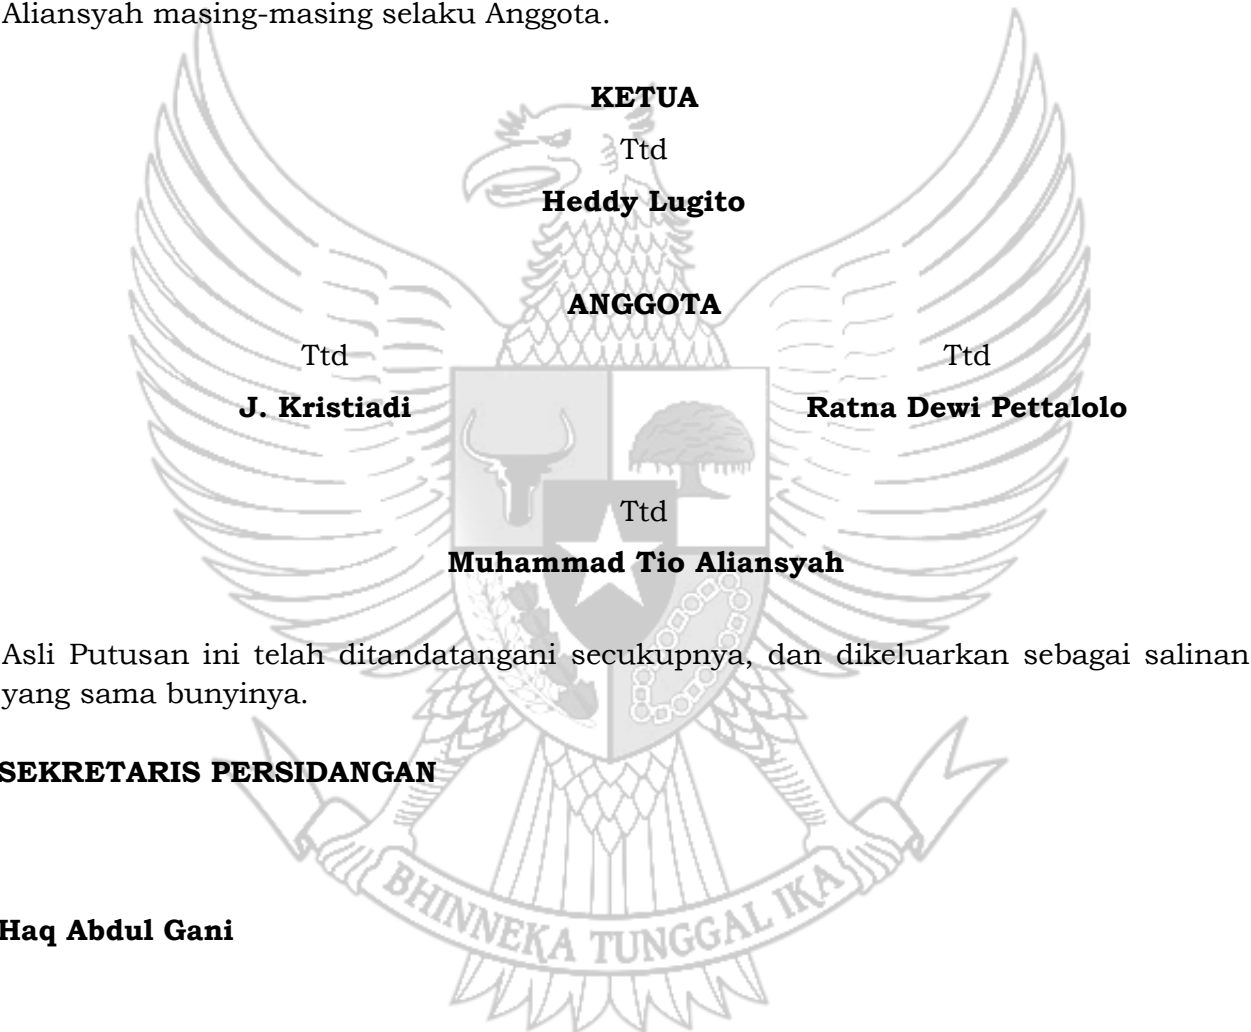 Aliansyah masing-masing selaku Anggota.
KETUA
Ttd
Heddy Lugito
ANGGOTA
Ttd Ttd
J. Kristiadi Ratna Dewi Pettalolo
Ttd
Muhammad Tio Aliansyah
Asli Putusan ini telah ditandatangani secukupnya, dan dikeluarkan sebagai salinan
yang sama bunyinya.
SEKRETARIS PERSIDANGAN
BHINNEKA TUNGGAL IKA
Haq Abdul Gani